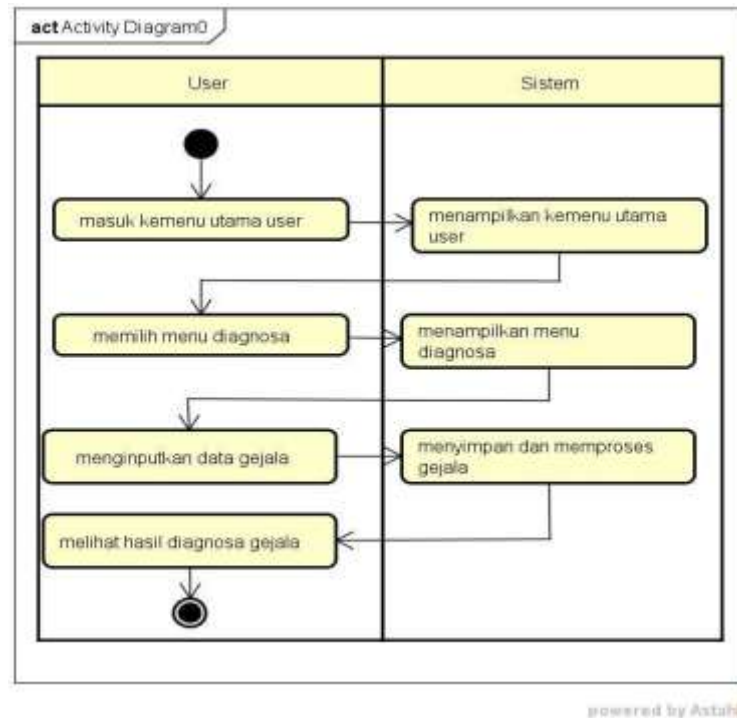 act Activity Diagram0
User
Sistem
masuk kemenu utama user
menampilkan kemenu utama
user
memilih menu diagnosa
menampilkan menu
diagnosa
menginputkan data gejala
menyimpan dan memproses
gejala
melihat hasil diagnosa gejala
powered by Astah